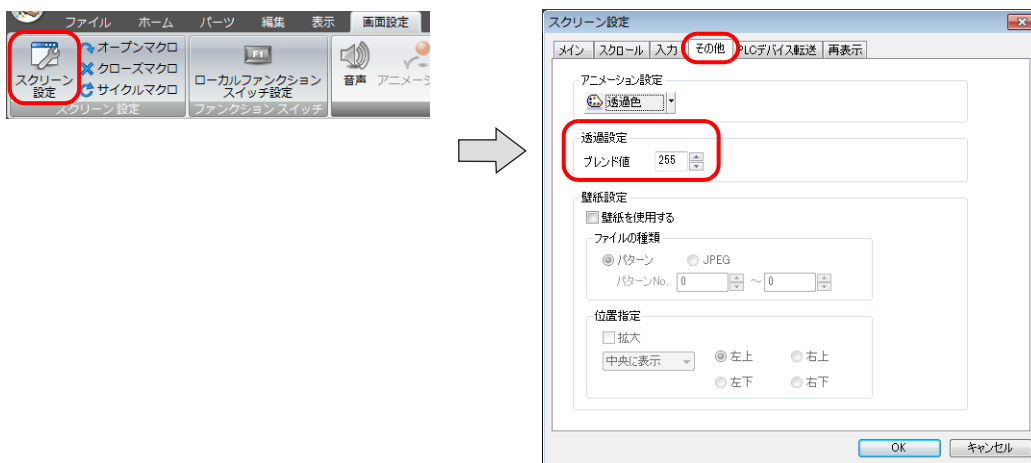 ファイル ホーム パーツ 編集 表示 画面設定
スクリーン
設定
オープンマクロ
クローズマクロ
サイクルマクロ
スクリーン 設定
F1
ローカルファンクション
スイッチ設定
ファンクション スイッチ
音声 アニメーシ
スクリーン設定
メイン スクロール 入力 その他 PLCデバイス転送 再表示
アニメーション設定
透過色
透過設定
ブレンド値 255
壁紙設定
壁紙を使用する
ファイルの種類
パターン JPEG
パターンNo. 0 ～ 0
位置指定
拡大
中央に表示 左上 右上
左下 右下
OK キャンセル